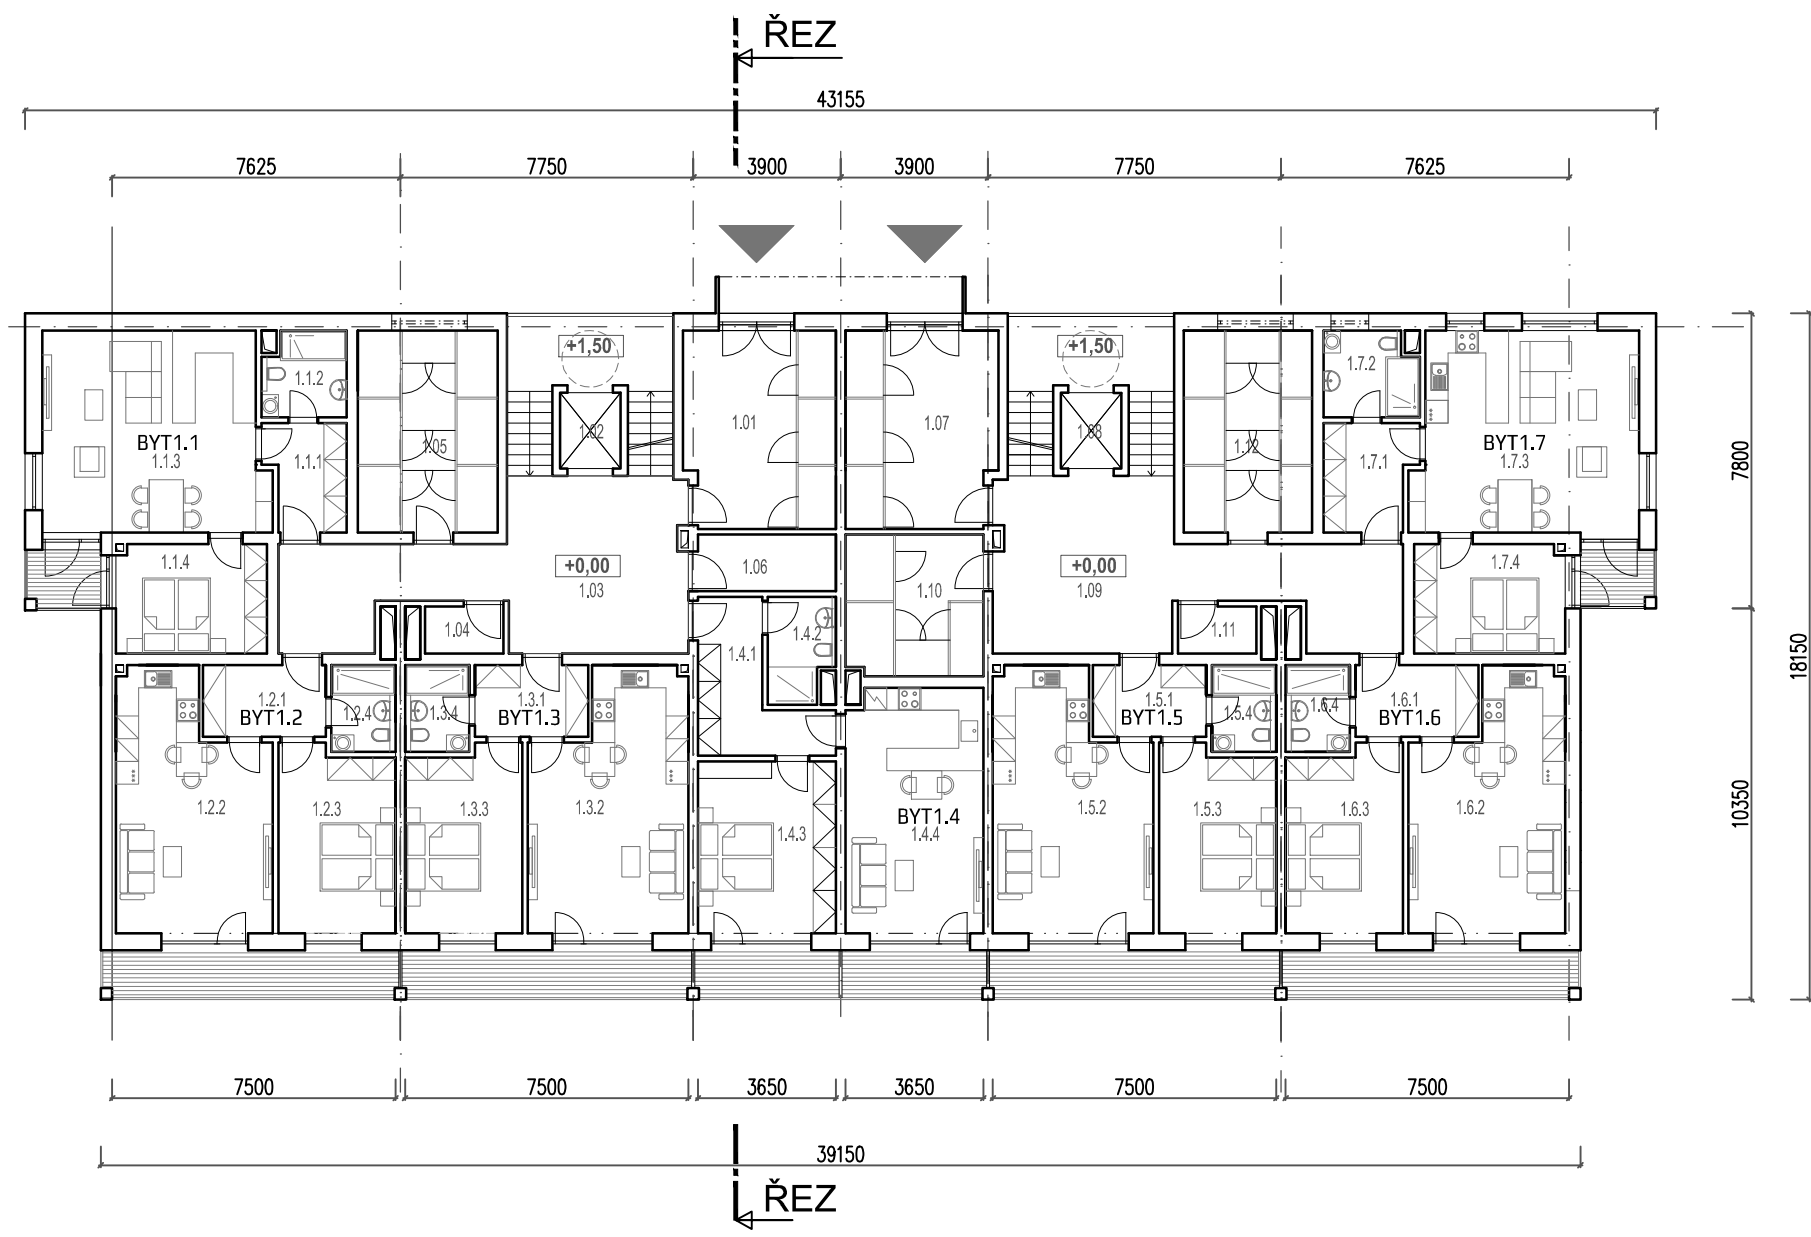 ŘEZ
43155
7625 7750 3900 3900 7750 7625
+1,50 +1,50
1.1.2 1.7.2
1.02 1.01 1.07 1.08
BYT1.1 1.05 1.12 BYT1.7
1.1.3 1.1.1 1.7.1 1.7.3
7800
1.1.4 +0,00 1.06 +0,00 1.7.4
1.03 1.10 1.09
1.04 1.4.2 1.11
1.4.1
18150
1.2.1 1.3.1 1.5.1 1.6.1
BYT1.2 1.2.4 1.3.4 BYT1.3 BYT1.5 1.5.4 1.6.4 BYT1.6
1.2.2 1.2.3 1.3.3 1.3.2 1.5.2 1.5.3 1.6.3 1.6.2
10350
BYT1.4
1.4.3 1.4.4
7500 7500 3650 3650 7500 7500
39150
ŘEZ